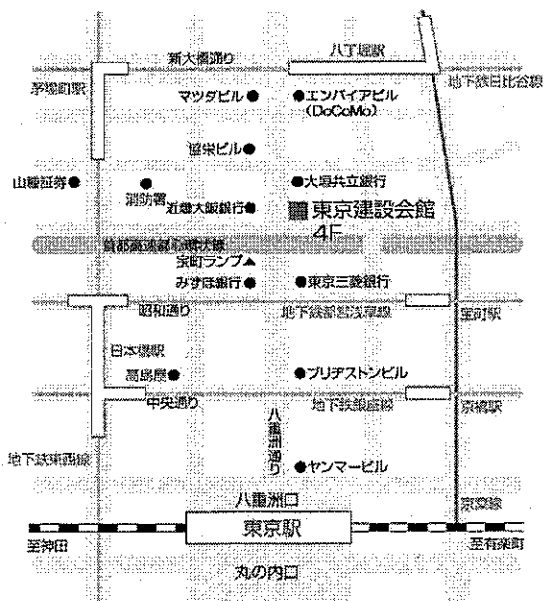 八丁堀駅
新大橋通り
地下鉄日比谷線
茅場町駅
マツダビル
エンパイアビル
(DoCoMo)
協栄ビル
山種証券
消防署
大垣共立銀行
近畿大阪銀行
東京建設会館
4F
首都高速都心環状線
宝町ランプ
みずほ銀行
東京三菱銀行
昭和通り
地下鉄都営浅草線
宝町駅
日本橋駅
高島屋
ブリヂストンビル
中央通り
地下鉄銀座線
京橋駅
八重洲通り
地下鉄東西線
ヤンマービル
八重洲口
京葉線
東京駅
至神田
至有楽町
丸の内口